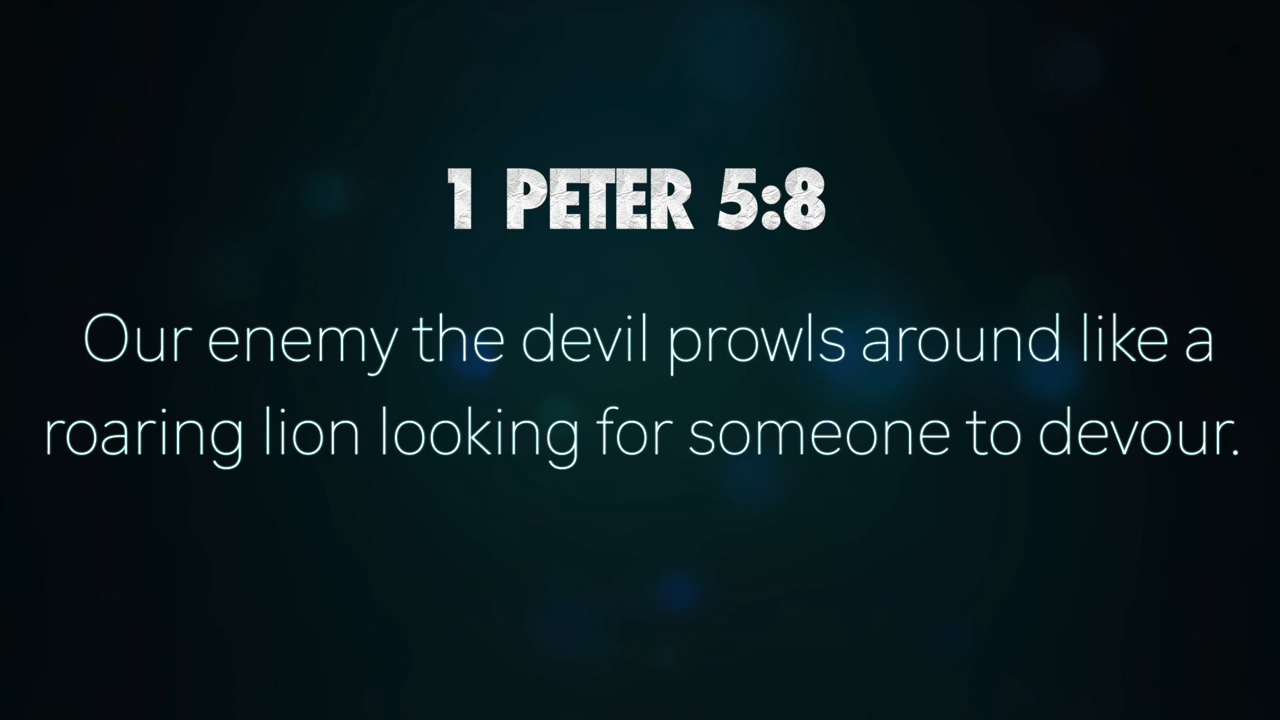 1 PETER 5:8
Our enemy the devil prowls around like a
roaring lion looking for someone to devour.